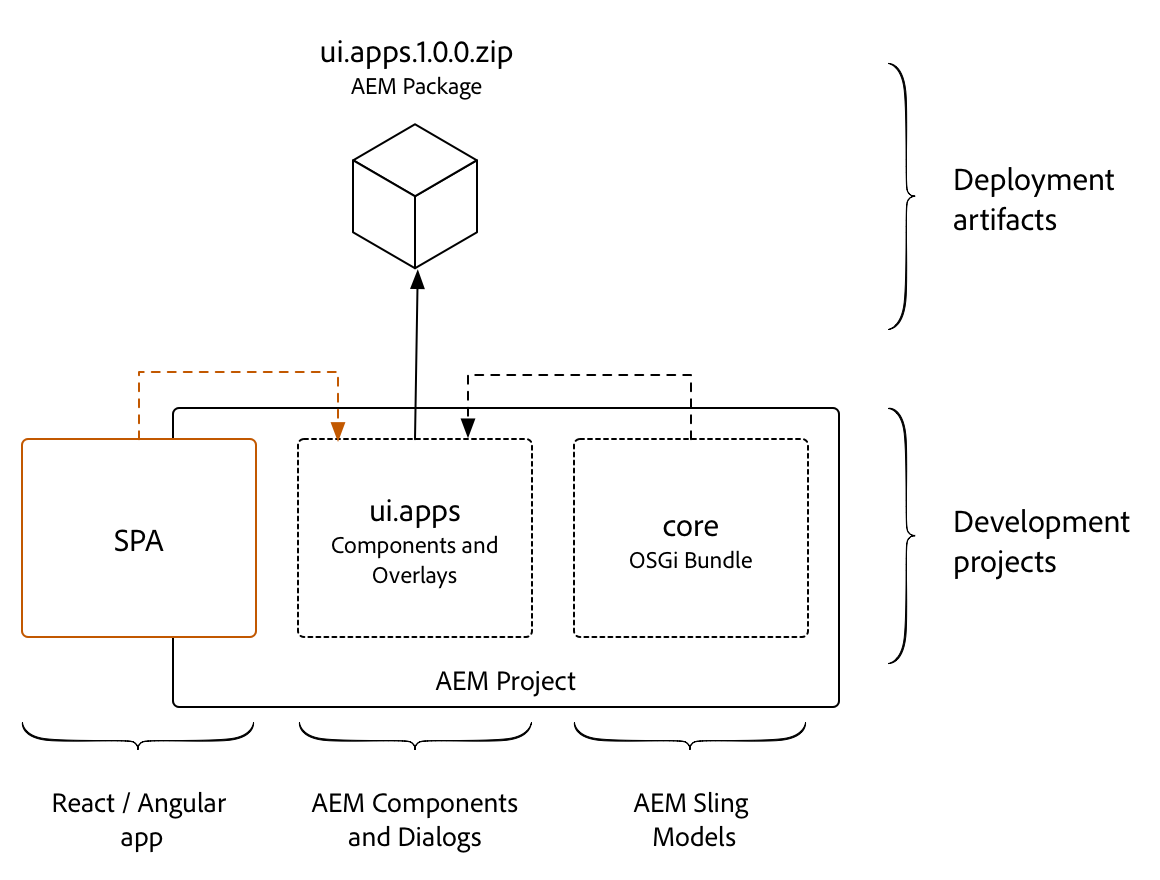 ui.apps.1.0.0.zip
AEM Package
Deployment
artifacts
SPA
ui.apps
Components and
Overlays
core
OSGi Bundle
Development
projects
AEM Project
React / Angular
app
AEM Components
and Dialogs
AEM Sling
Models